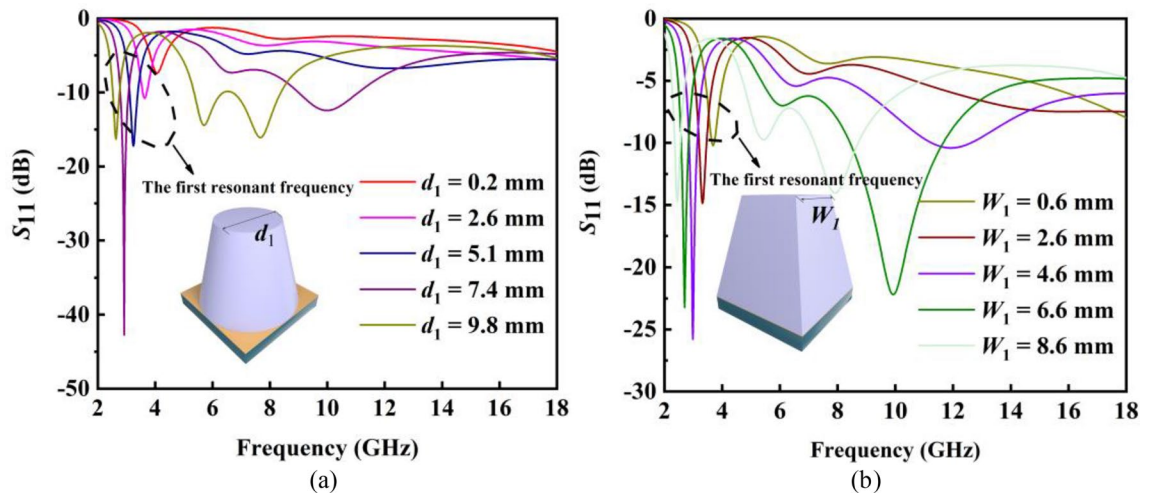 0
-10
-20
-30
-40
-50
S11 (dB)
2 4 6 8 10 12 14 16 18
Frequency (GHz)
The first resonant frequency
d1
d1 = 0.2 mm
d1 = 2.6 mm
d1 = 5.1 mm
d1 = 7.4 mm
d1 = 9.8 mm
(a)
0
-5
-10
-15
-20
-25
-30
S11 (dB)
2 4 6 8 10 12 14 16 18
Frequency (GHz)
The first resonant frequency
W1
W1 = 0.6 mm
W1 = 2.6 mm
W1 = 4.6 mm
W1 = 6.6 mm
W1 = 8.6 mm
(b)